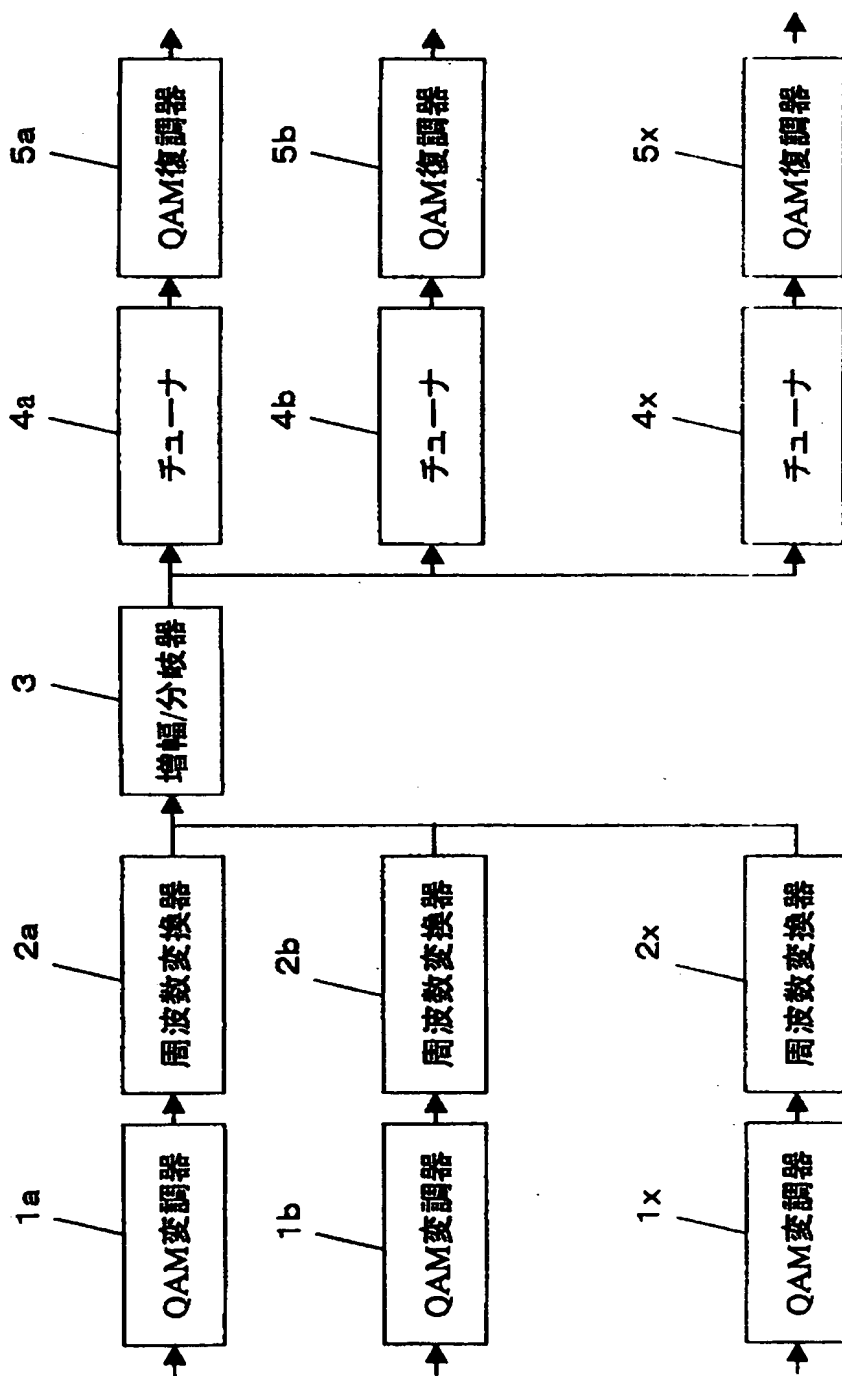 1a
2a
3
4a
5a
QAM変調器
周波数変換器
増幅/分岐器
チューナ
QAM復調器
1b
2b
4b
5b
QAM変調器
周波数変換器
チューナ
QAM復調器
1x
2x
4x
5x
QAM変調器
周波数変換器
チューナ
QAM復調器